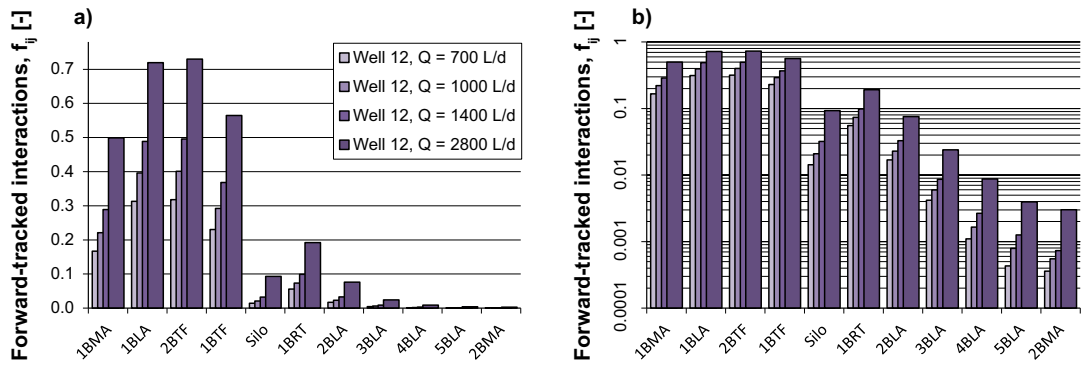 a)
Forward-tracked interactions, fij [-]
0.7
0.6
0.5
0.4
0.3
0.2
0.1
0.0
Well 12, Q = 700 L/d
Well 12, Q = 1000 L/d
Well 12, Q = 1400 L/d
Well 12, Q = 2800 L/d
1BMA
1BLA
2BTF
1BTF
Silo
1BRT
2BLA
3BLA
4BLA
5BLA
2BMA
b)
Forward-tracked interactions, fij [-]
1
0.1
0.01
0.001
0.0001
1BMA
1BLA
2BTF
1BTF
Silo
1BRT
2BLA
3BLA
4BLA
5BLA
2BMA